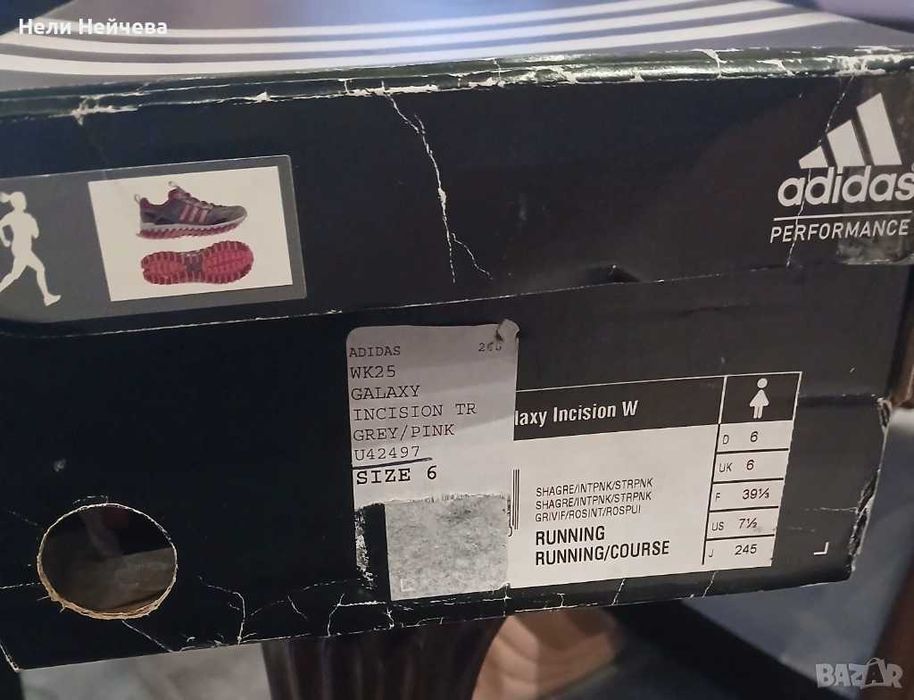 Нели Нейчева
adidas
PERFORMANCE
ADIDAS
WK25
GALAXY
INCISION TR
GREY/PINK
U42497
SIZE 6
laxy Incision W
SHAGRE/INTPNK/STRPNK
SHAGRE/INTPNK/STRPNK
GRIVIF/ROSINT/ROSPUI
RUNNING
RUNNING/COURSE
D 6
UK 6
F 39⅓
US 7½
J 245
BAZAR